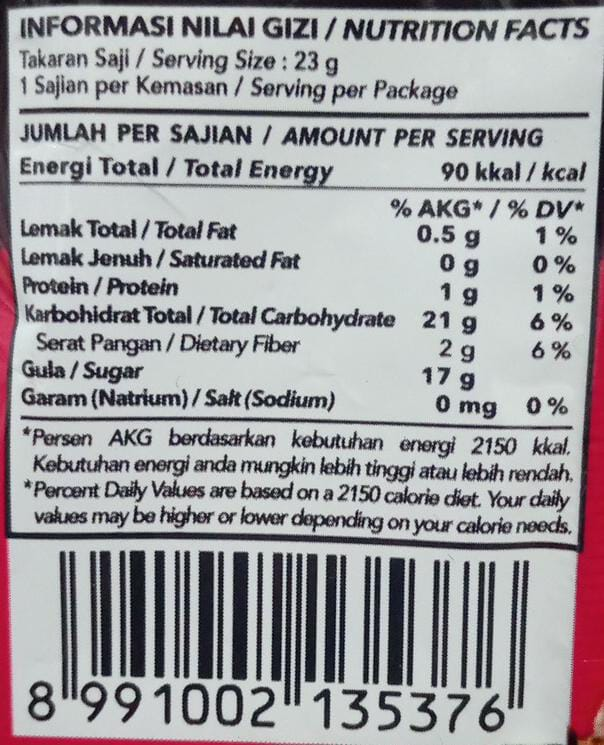 INFORMASI NILAI GIZI / NUTRITION FACTS
Takaran Saji / Serving Size : 23 g
1 Sajian per Kemasan / Serving per Package
JUMLAH PER SAJIAN / AMOUNT PER SERVING
Energi Total / Total Energy 90 kkal / kcal
% AKG* / % DV*
Lemak Total / Total Fat 0.5 g 1 %
Lemak Jenuh / Saturated Fat 0 g 0 %
Protein / Protein 1 g 1 %
Karbohidrat Total / Total Carbohydrate 21 g 6 %
Serat Pangan / Dietary Fiber 2 g 6 %
Gula / Sugar 17 g
Garam (Natrium) / Salt (Sodium) 0 mg 0 %
*Persen AKG berdasarkan kebutuhan energi 2150 kkal.
Kebutuhan energi anda mungkin lebih tinggi atau lebih rendah.
*Percent Daily Values are based on a 2150 calorie diet. Your daily
values may be higher or lower depending on your calorie needs.
8 991002 135376